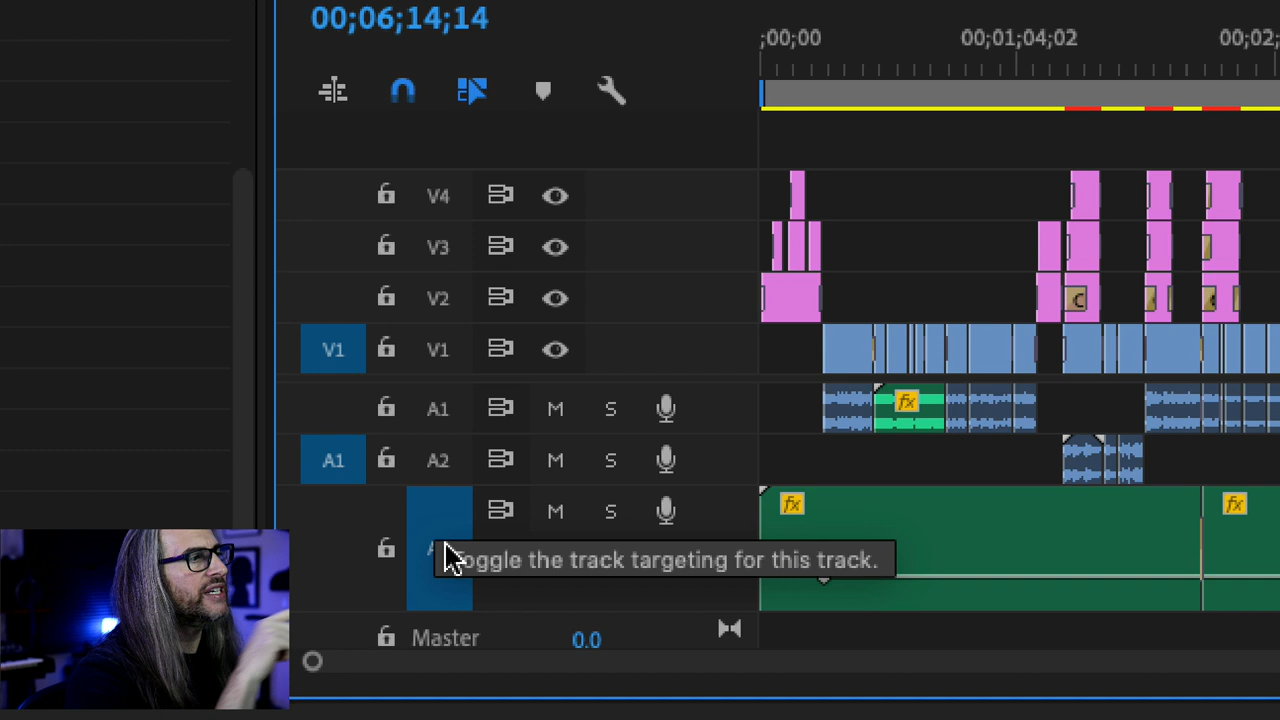 00;06;14;14
;00;00 00;01;04;02 00;02;
V4
V3
V2
V1 V1
A1 M S
fx
A1 A2 M S
M S
fx fx
Toggle the track targeting for this track.
Master 0.0